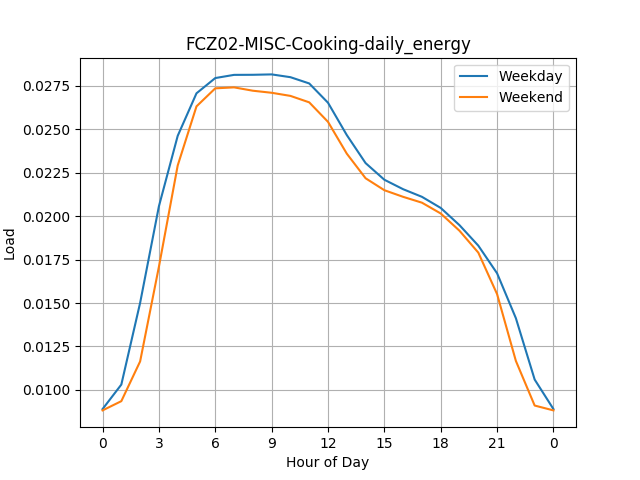 FCZ02-MISC-Cooking-daily_energy
Weekday
Weekend
0.0275
0.0250
0.0225
0.0200
0.0175
0.0150
0.0125
0.0100
Load
0 3 6 9 12 15 18 21 0
Hour of Day